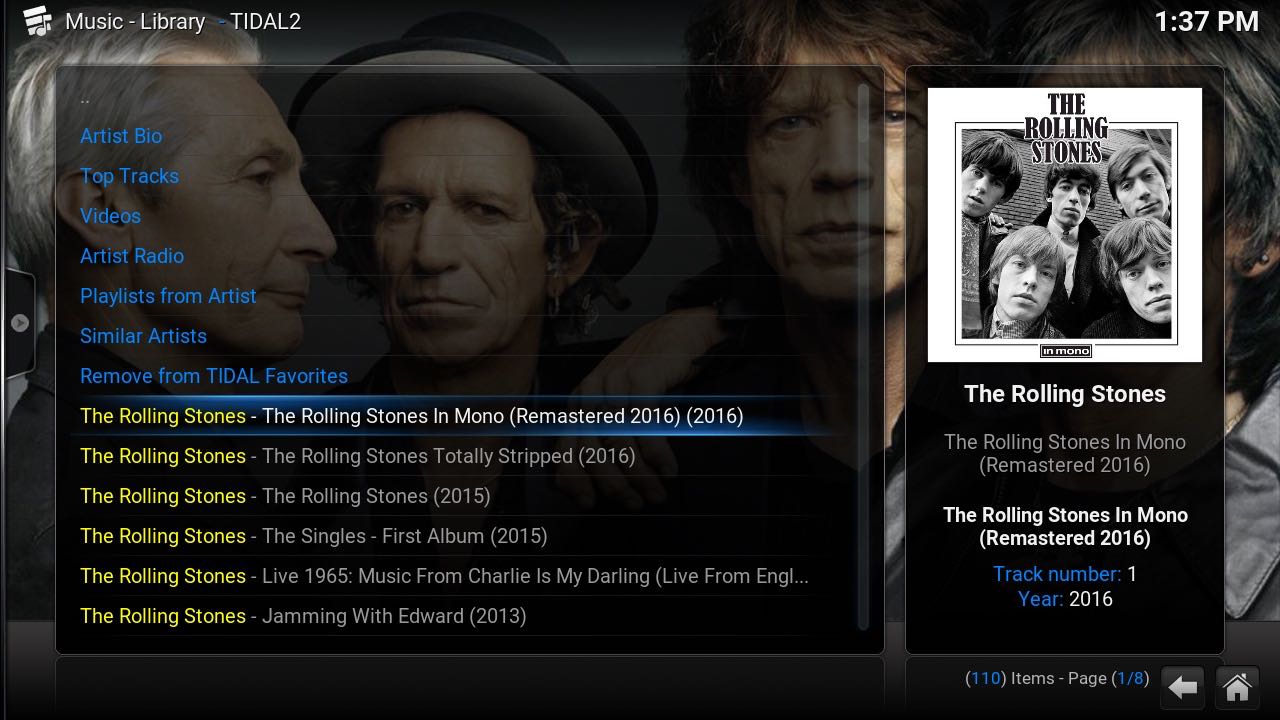 Music - Library - TIDAL2
1:37 PM
..
Artist Bio
Top Tracks
Videos
Artist Radio
Playlists from Artist
Similar Artists
Remove from TIDAL Favorites
The Rolling Stones - The Rolling Stones In Mono (Remastered 2016) (2016)
The Rolling Stones - The Rolling Stones Totally Stripped (2016)
The Rolling Stones - The Rolling Stones (2015)
The Rolling Stones - The Singles - First Album (2015)
The Rolling Stones - Live 1965: Music From Charlie Is My Darling (Live From Engl...
The Rolling Stones - Jamming With Edward (2013)
THE
ROLLING
STONES
in mono
The Rolling Stones
The Rolling Stones In Mono
(Remastered 2016)
The Rolling Stones In Mono
(Remastered 2016)
Track number: 1
Year: 2016
(110) Items - Page (1/8)